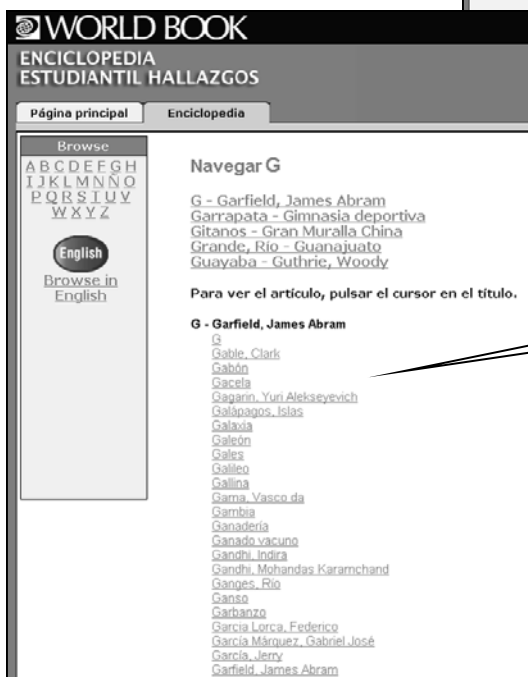 WORLD BOOK
ENCICLOPEDIA
ESTUDIANTIL HALLAZGOS
Página principal
Enciclopedia
Browse
A B C D E F G H
I J K L M N Ñ O
P Q R S T U V
W X Y Z
English
Browse in
English
Navegar G
G - Garfield, James Abram
Garrapata - Gimnasia deportiva
Gitanos - Gran Muralla China
Grande, Río - Guanajuato
Guayaba - Guthrie, Woody
Para ver el artículo, pulsar el cursor en el título.
G - Garfield, James Abram
G
Gable, Clark
Gabón
Gacela
Gagarin, Yuri Alekseyevich
Galápagos, Islas
Galaxia
Galeón
Gales
Galileo
Gallina
Gama, Vasco da
Gambia
Ganadería
Ganado vacuno
Gandhi, Indira
Gandhi, Mohandas Karamchand
Ganges, Río
Ganso
Garbanzo
García Lorca, Federico
García Márquez, Gabriel José
García, Jerry
Garfield, James Abram